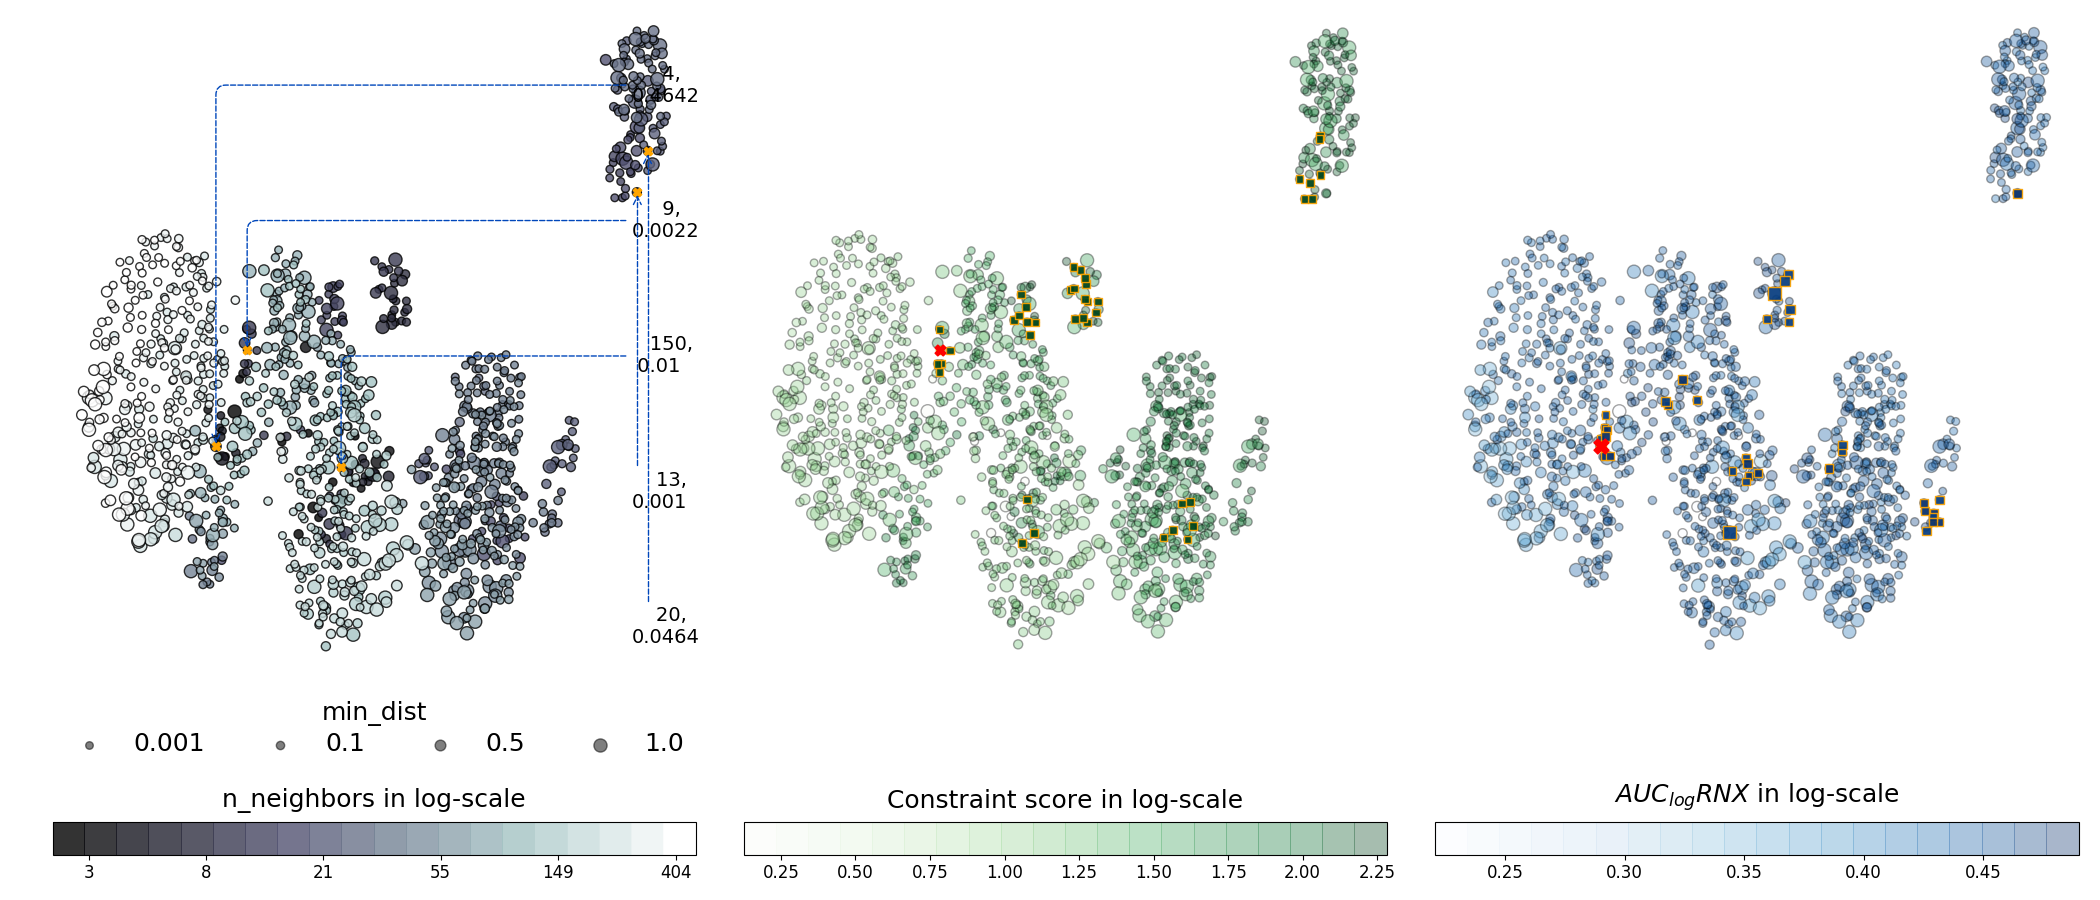 4,
0.4642
9,
0.0022
150,
0.01
13,
0.001
20,
0.0464
min_dist
0.001 0.1 0.5 1.0
n_neighbors in log-scale
3 8 21 55 149 404
Constraint score in log-scale
0.25 0.50 0.75 1.00 1.25 1.50 1.75 2.00 2.25
AUC_{log}RNX in log-scale
0.25 0.30 0.35 0.40 0.45